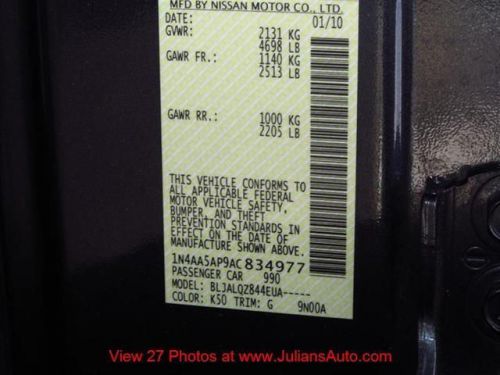 MFD BY NISSAN MOTOR CO., LTD
DATE: 01/10
GVWR: 2131 KG
4698 LB
GAWR FR.: 1140 KG
2513 LB
GAWR RR.: 1000 KG
2205 LB
THIS VEHICLE CONFORMS TO
ALL APPLICABLE FEDERAL
MOTOR VEHICLE SAFETY,
BUMPER, AND THEFT
PREVENTION STANDARDS IN
EFFECT ON THE DATE OF
MANUFACTURE SHOWN ABOVE.
1N4AA5AP9AC834977
PASSENGER CAR 990
MODEL: BLJALQZ844EUA-----
COLOR: K50 TRIM: G 9N00A
View 27 Photos at www.JuliansAuto.com